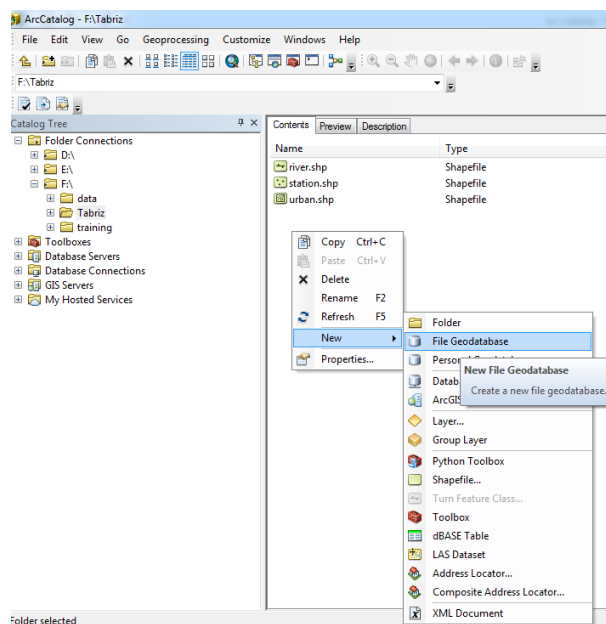 ArcCatalog - F:\Tabriz
File Edit View Go Geoprocessing Customize Windows Help
F:\Tabriz
Catalog Tree
Folder Connections
D:\
E:\
F:\
data
Tabriz
training
Toolboxes
Database Servers
Database Connections
GIS Servers
My Hosted Services
Contents Preview Description
Name Type
river.shp Shapefile
station.shp Shapefile
urban.shp Shapefile
Copy Ctrl+C
Paste Ctrl+V
Delete
Rename F2
Refresh F5
New
Properties...
Folder
File Geodatabase
New File Geodatabase
Create a new file geodatabase.
Layer...
Group Layer
Python Toolbox
Shapefile...
Turn Feature Class...
Toolbox
dBASE Table
LAS Dataset
Address Locator...
Composite Address Locator...
XML Document
Folder selected